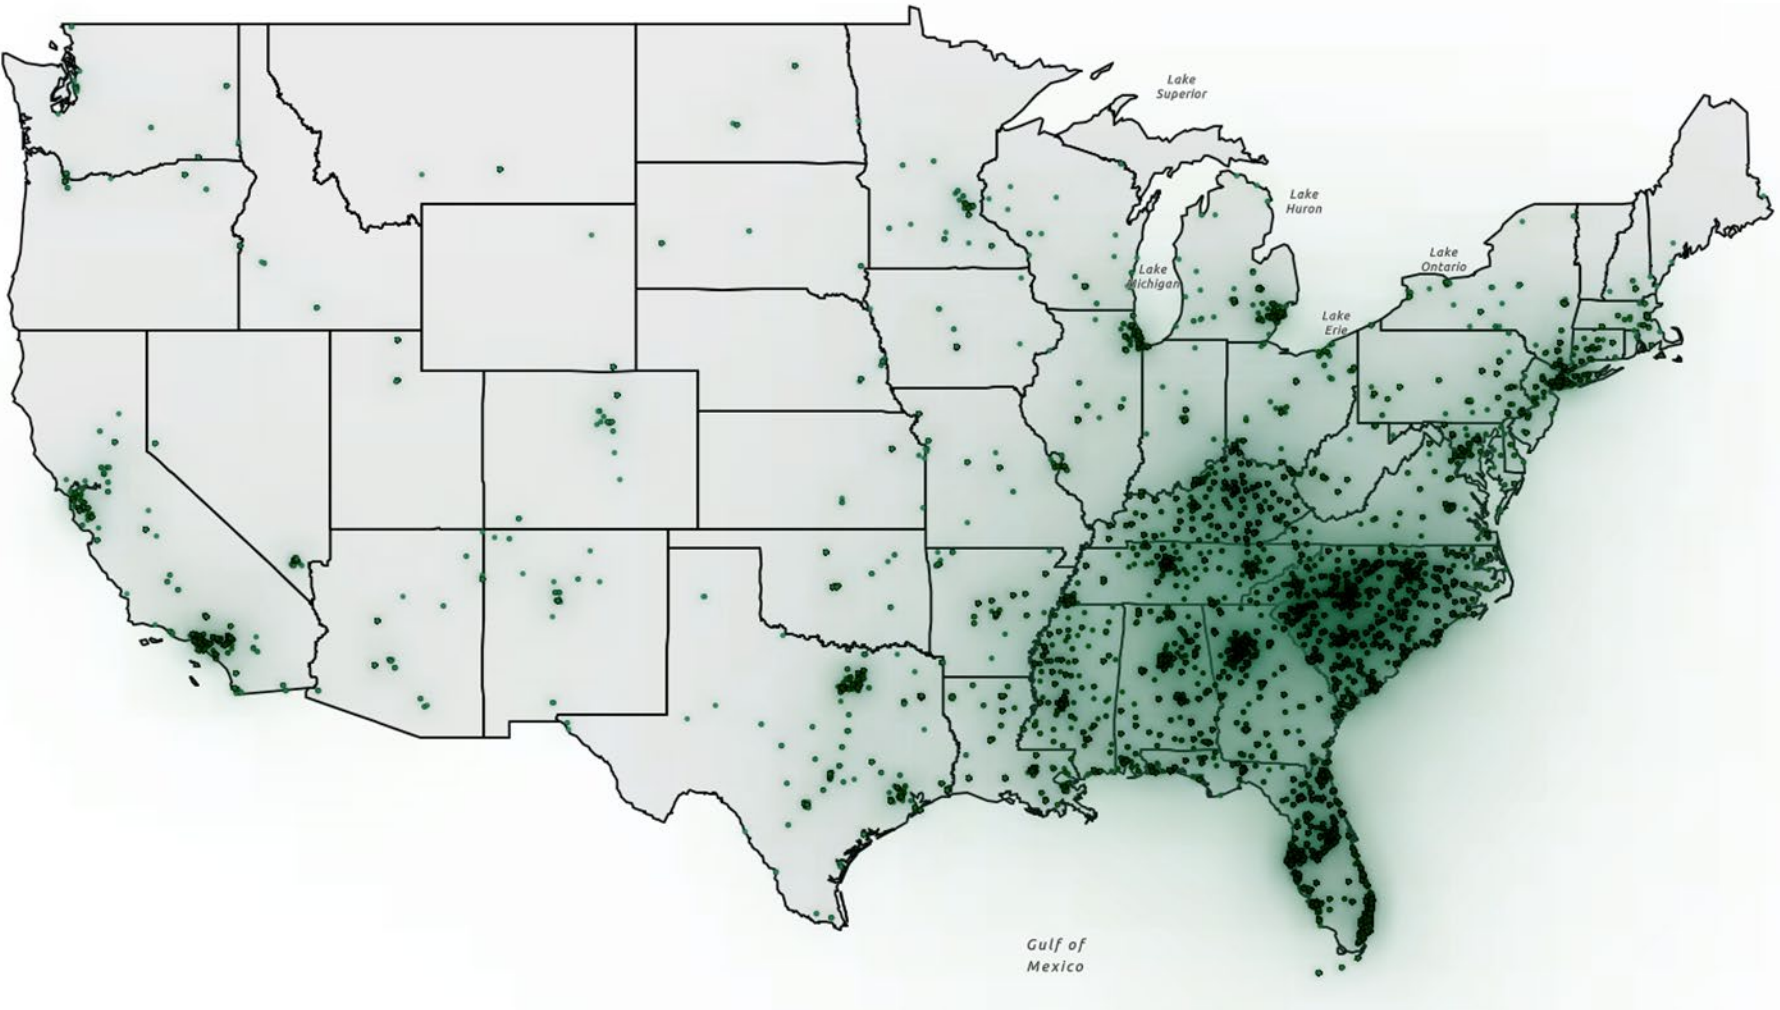 Lake
Superior
Lake
Huron
Lake
Ontario
Lake
Michigan
Lake
Erie
Gulf of
Mexico